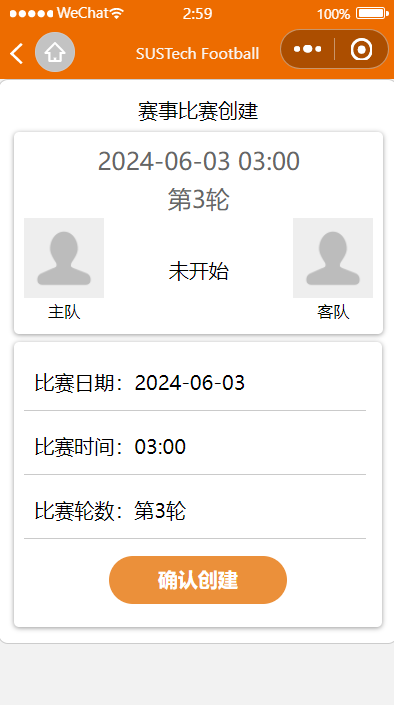 WeChat 2:59 100%
SUSTech Football
赛事比赛创建
2024-06-03 03:00
第3轮
未开始
主队 客队
比赛日期：2024-06-03
比赛时间：03:00
比赛轮数：第3轮
确认创建